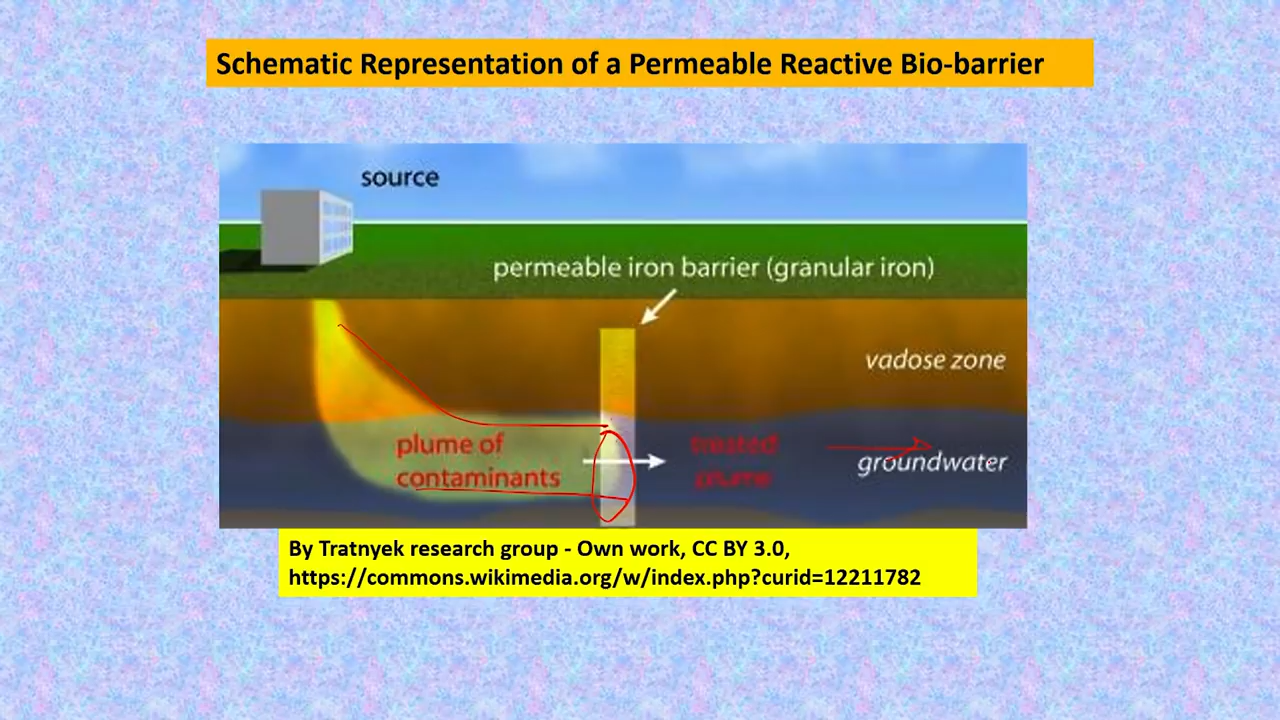 Schematic Representation of a Permeable Reactive Bio-barrier
source
permeable iron barrier (granular iron)
vadose zone
plume of
contaminants
treated
plume
groundwater
By Tratnyek research group - Own work, CC BY 3.0,
https://commons.wikimedia.org/w/index.php?curid=12211782